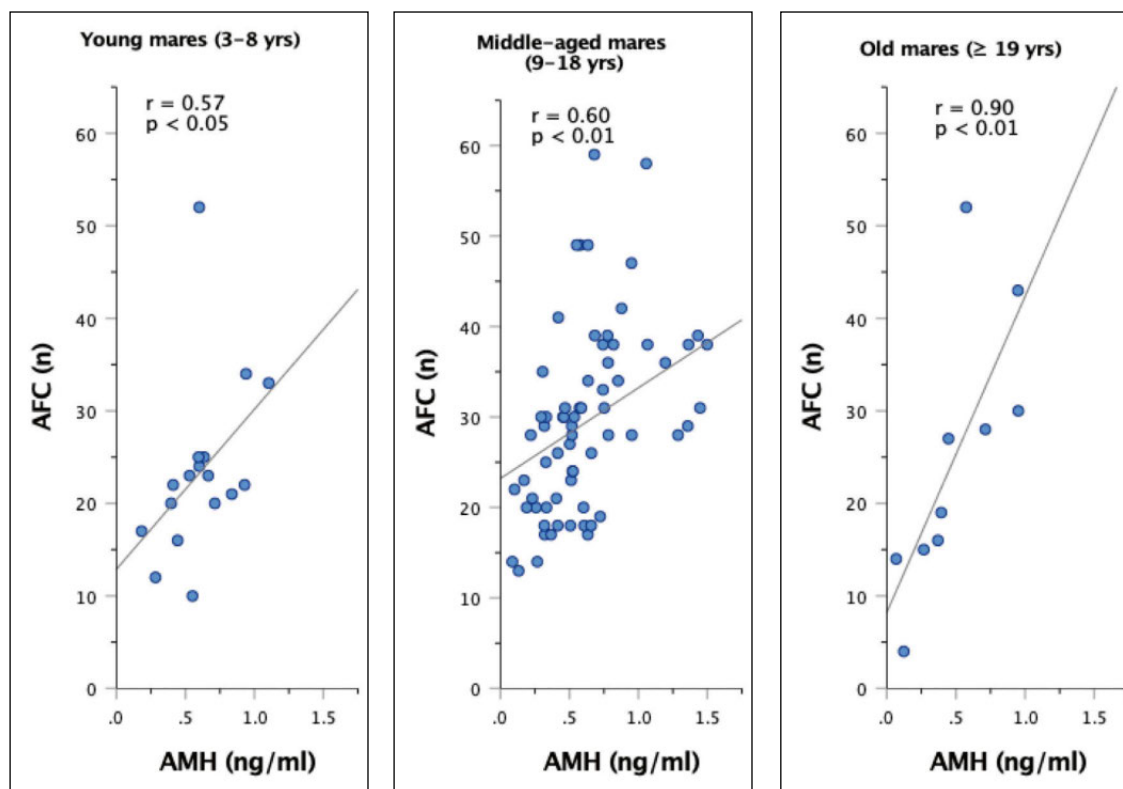 Young mares (3-8 yrs)
r = 0.57
p < 0.05
60
50
40
30
20
10
0
AFC (n)
.0 .5 1.0 1.5
AMH (ng/ml)
Middle-aged mares
(9-18 yrs)
r = 0.60
p < 0.01
60
50
40
30
20
10
0
AFC (n)
.0 .5 1.0 1.5
AMH (ng/ml)
Old mares (≥ 19 yrs)
r = 0.90
p < 0.01
60
50
40
30
20
10
0
AFC (n)
.0 .5 1.0 1.5
AMH (ng/ml)